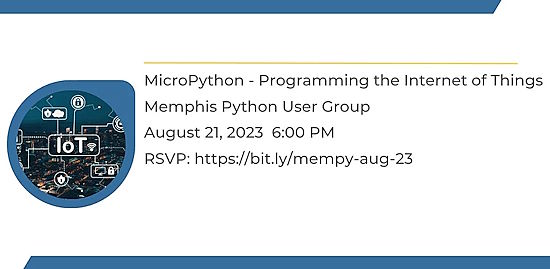 MicroPython - Programming the Internet of Things
Memphis Python User Group
August 21, 2023 6:00 PM
RSVP: https://bit.ly/mempy-aug-23
IoT